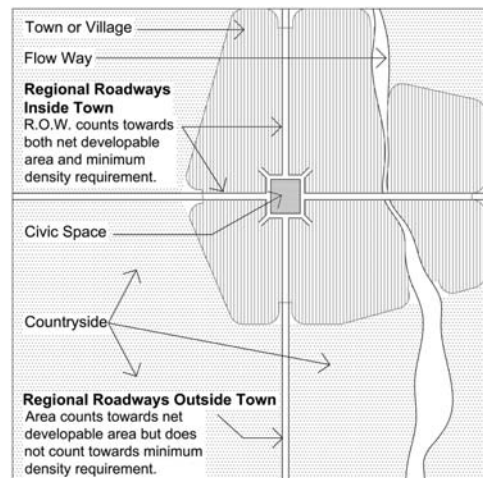 Town or Village
Flow Way
Regional Roadways
Inside Town
R.O.W. counts towards
both net developable
area and minimum
density requirement.
Civic Space
Countryside
Regional Roadways Outside Town
Area counts towards net
developable area but does
not count towards minimum
density requirement.